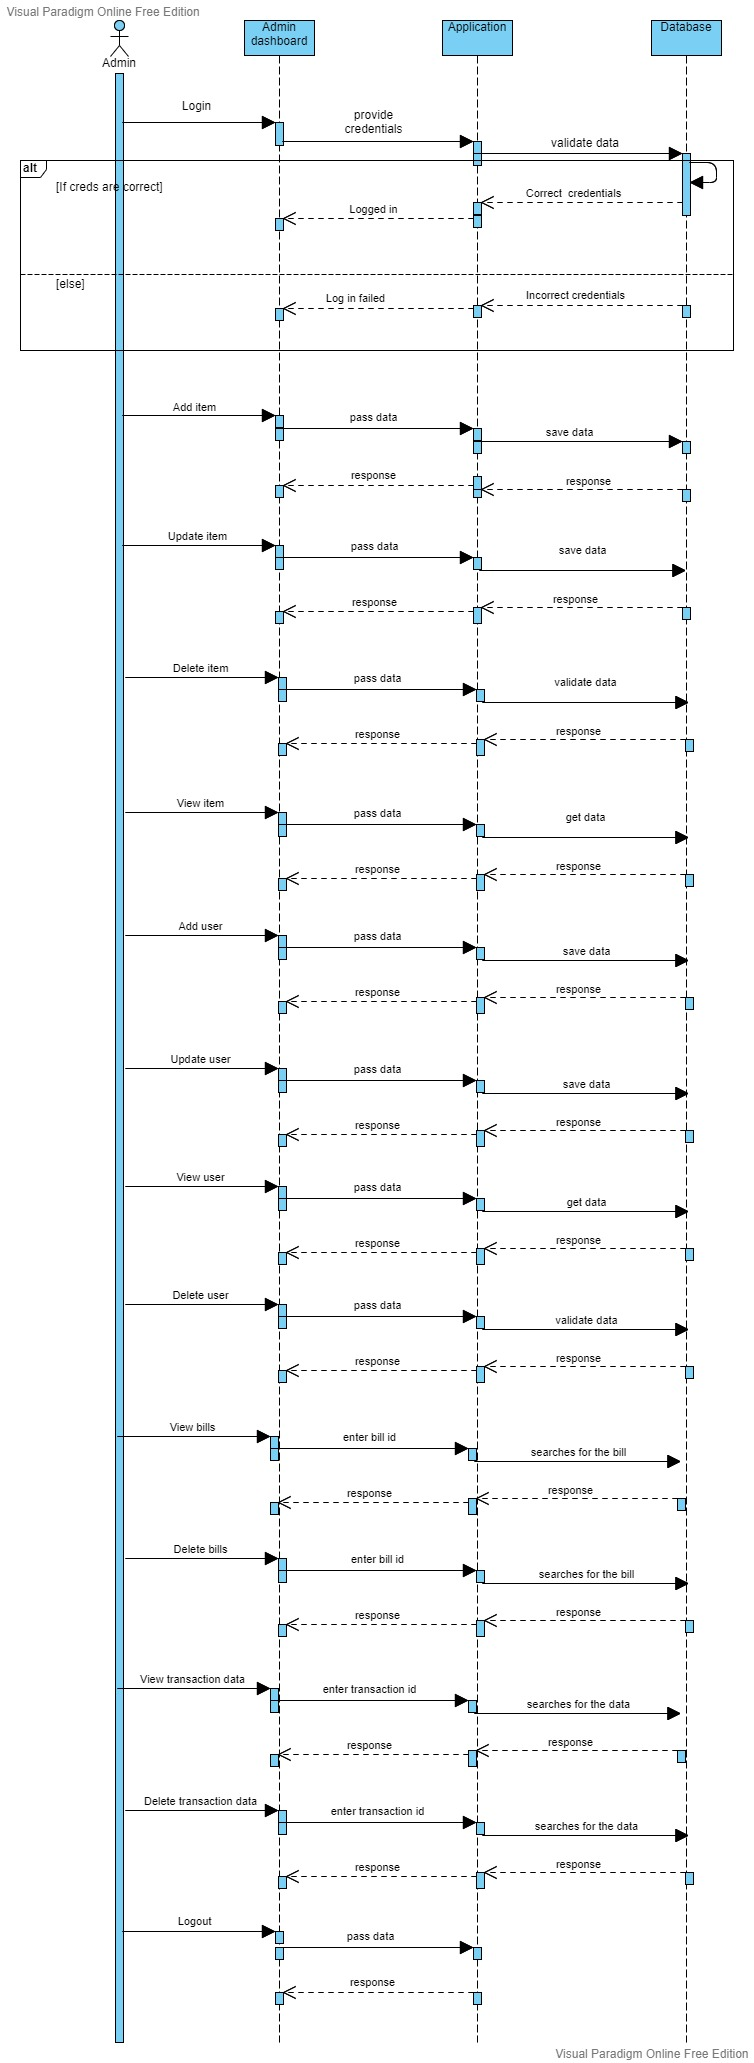 Visual Paradigm Online Free Edition
Admin
Admin
dashboard
Application
Database
Login
provide
credentials
validate data
alt
[If creds are correct]
Correct credentials
Logged in
[else]
Incorrect credentials
Log in failed
Add item
pass data
save data
response
response
Update item
pass data
save data
response
response
Delete item
pass data
validate data
response
response
View item
pass data
get data
response
response
Add user
pass data
save data
response
response
Update user
pass data
save data
response
response
View user
pass data
get data
response
response
Delete user
pass data
validate data
response
response
View bills
enter bill id
searches for the bill
response
response
Delete bills
enter bill id
searches for the bill
response
response
View transaction data
enter transaction id
searches for the data
response
response
Delete transaction data
enter transaction id
searches for the data
response
response
Logout
pass data
response
Visual Paradigm Online Free Edition